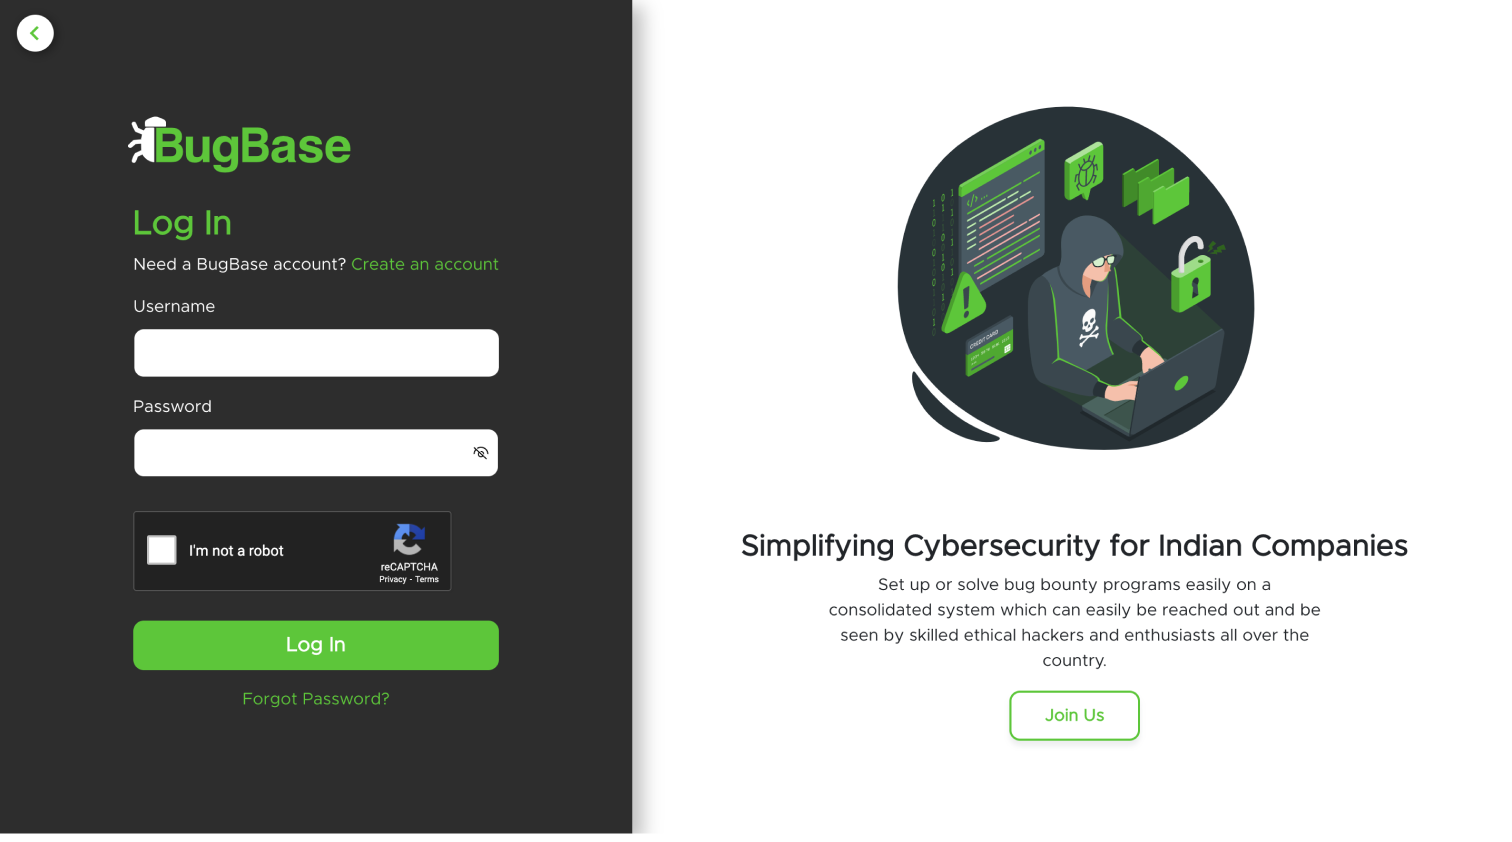 BugBase
Log In
Need a BugBase account? Create an account
Username
Password
I'm not a robot
reCAPTCHA
Privacy - Terms
Log In
Forgot Password?
CREDIT CARD
Simplifying Cybersecurity for Indian Companies
Set up or solve bug bounty programs easily on a
consolidated system which can easily be reached out and be
seen by skilled ethical hackers and enthusiasts all over the
country.
Join Us